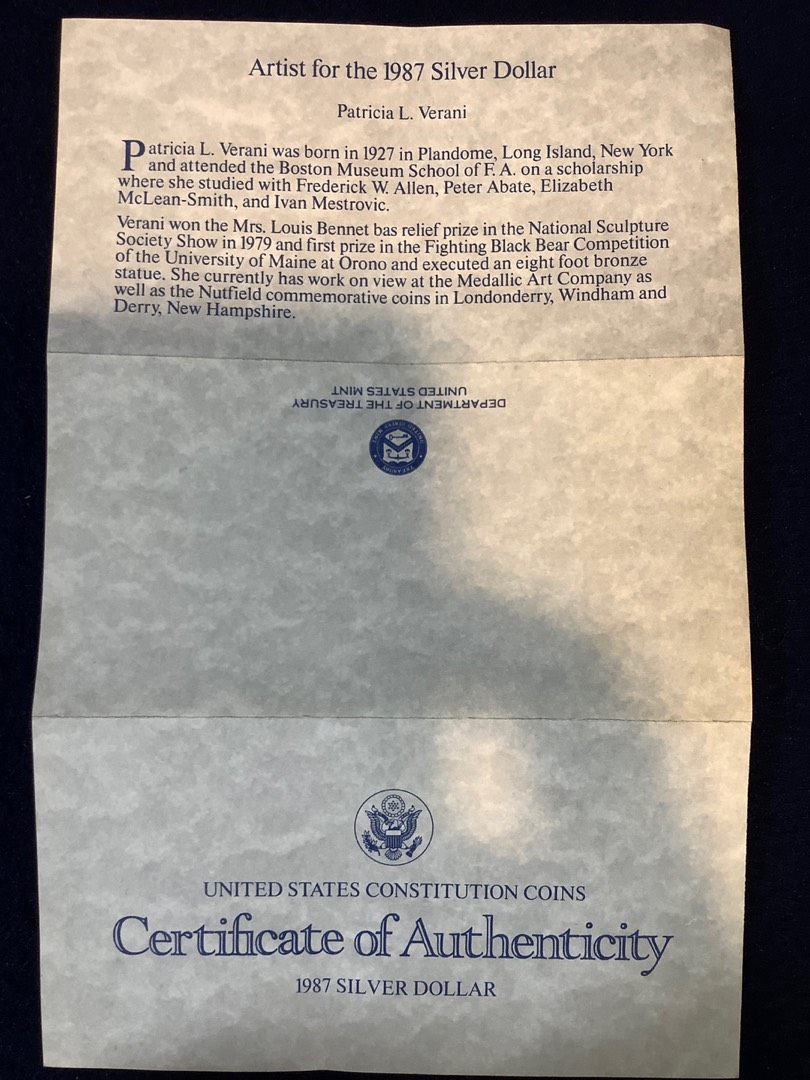 Artist for the 1987 Silver Dollar
Patricia L. Verani
Patricia L. Verani was born in 1927 in Plandome, Long Island, New York
and attended the Boston Museum School of F. A. on a scholarship
where she studied with Frederick W. Allen, Peter Abate, Elizabeth
McLean-Smith, and Ivan Mestrovic.
Verani won the Mrs. Louis Bennet bas relief prize in the National Sculpture
Society Show in 1979 and first prize in the Fighting Black Bear Competition
of the University of Maine at Orono and executed an eight foot bronze
statue. She currently has work on view at the Medallic Art Company as
well as the Nutfield commemorative coins in Londonderry, Windham and
Derry, New Hampshire.
DEPARTMENT OF THE TREASURY
UNITED STATES MINT
UNITED STATES CONSTITUTION COINS
Certificate of Authenticity
1987 SILVER DOLLAR